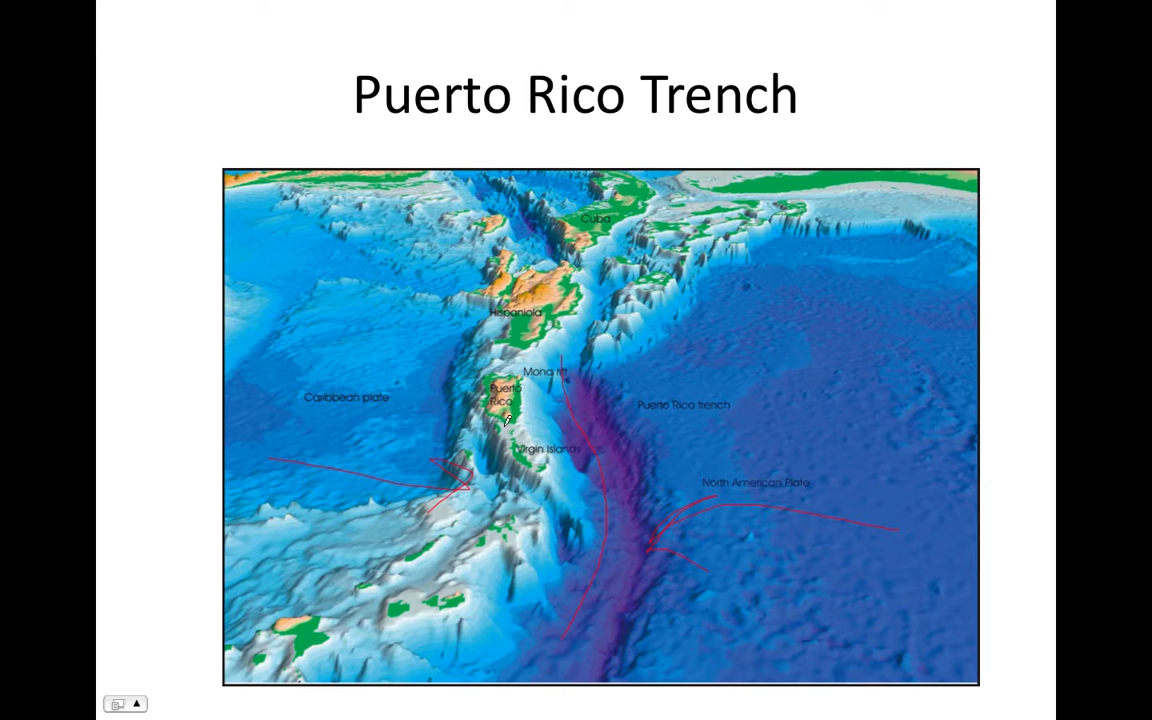 Puerto Rico Trench
Cuba
Hispaniola
Mona rift
Puerto
Rico
Caribbean plate
Puerto Rico trench
Virgin Islands
North American Plate